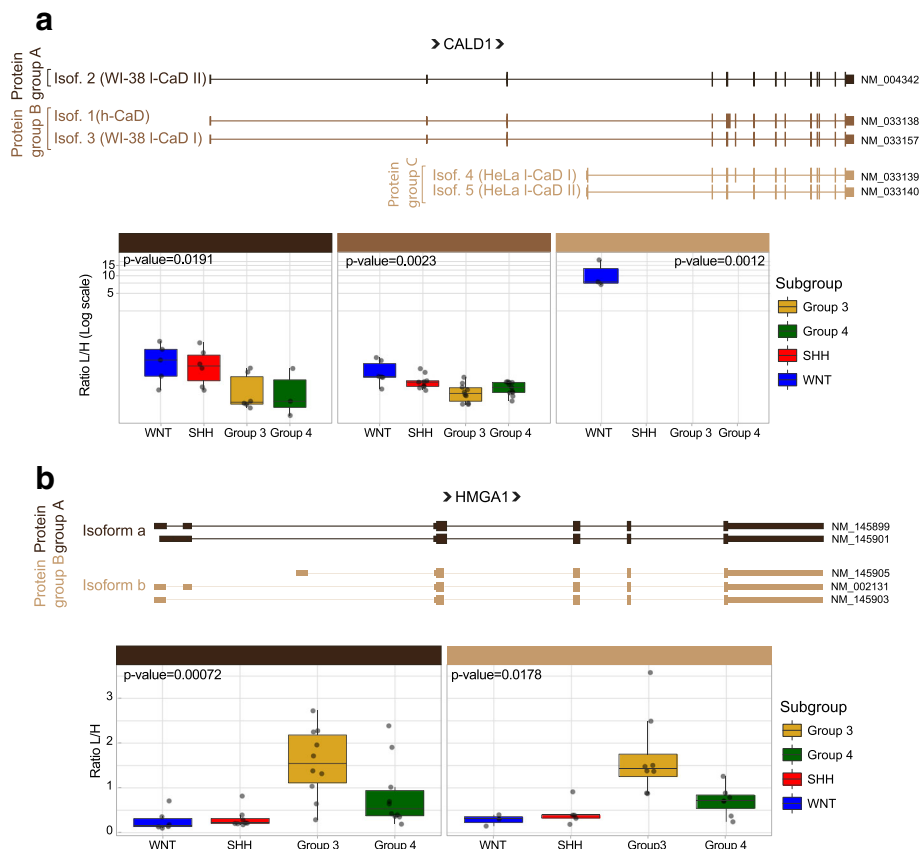 a
CALD1
Protein group A
Isof. 2 (WI-38 l-CaD II)
NM_004342
Protein group B
Isof. 1(h-CaD)
NM_033138
Isof. 3 (WI-38 l-CaD I)
NM_033157
Protein group C
Isof. 4 (HeLa l-CaD I)
NM_033139
Isof. 5 (HeLa l-CaD II)
NM_033140
p-value=0.0191
p-value=0.0023
p-value=0.0012
Ratio L/H (Log scale)
15
10
5
WNT SHH Group 3 Group 4
WNT SHH Group 3 Group 4
WNT SHH Group 3 Group 4
Subgroup
Group 3
Group 4
SHH
WNT
b
HMGA1
Protein group A
Isoform a
NM_145899
NM_145901
Protein group B
Isoform b
NM_145905
NM_002131
NM_145903
p-value=0.00072
p-value=0.0178
Ratio L/H
3
2
1
0
WNT SHH Group 3 Group 4
WNT SHH Group3 Group 4
Subgroup
Group 3
Group 4
SHH
WNT